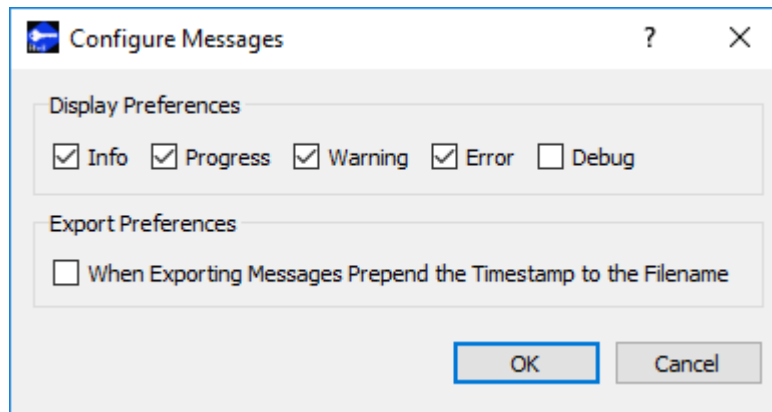 Configure Messages
?
Display Preferences
Info Progress Warning Error Debug
Export Preferences
When Exporting Messages Prepend the Timestamp to the Filename
OK Cancel